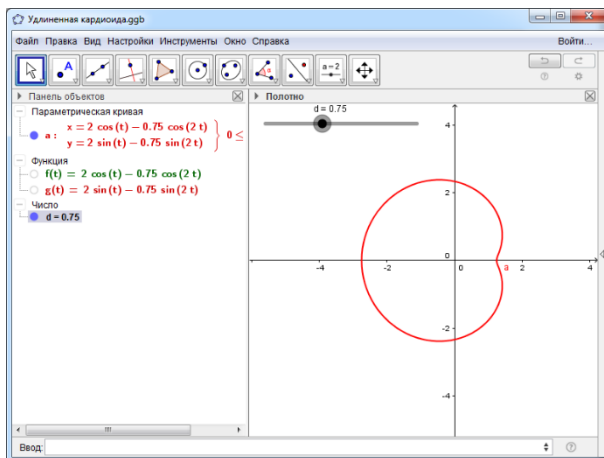 Удлиненная кардиоида.ggb
Файл Правка Вид Настройки Инструменты Окно Справка Войти...
A
a = 2
Панель объектов
Полотно
Параметрическая кривая
a : x = 2 cos (t) − 0.75 cos (2 t)
y = 2 sin (t) − 0.75 sin (2 t) } 0 ≤
Функция
f(t) = 2 cos (t) − 0.75 cos (2 t)
g(t) = 2 sin (t) − 0.75 sin (2 t)
Число
d = 0.75
d = 0.75
4
2
0
-4 -2 0 2 4
a
-2
-4
Ввод: